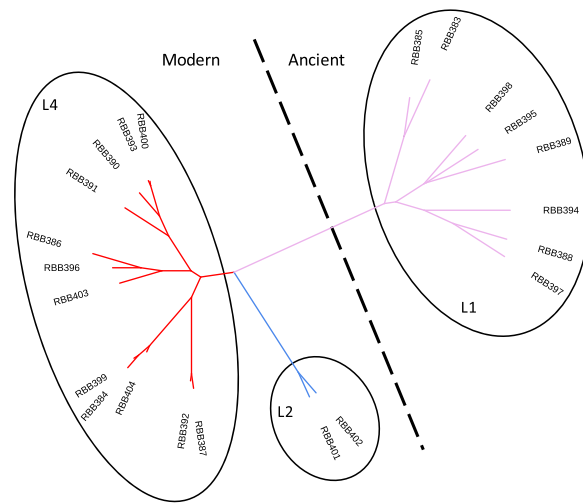 Modern
Ancient
L4
RBB400
RBB393
RBB390
RBB391
RBB386
RBB396
RBB403
RBB399
RBB384
RBB404
RBB392
RBB387
L2
RBB402
RBB401
RBB385
RBB383
RBB398
RBB395
RBB389
RBB394
RBB388
RBB397
L1